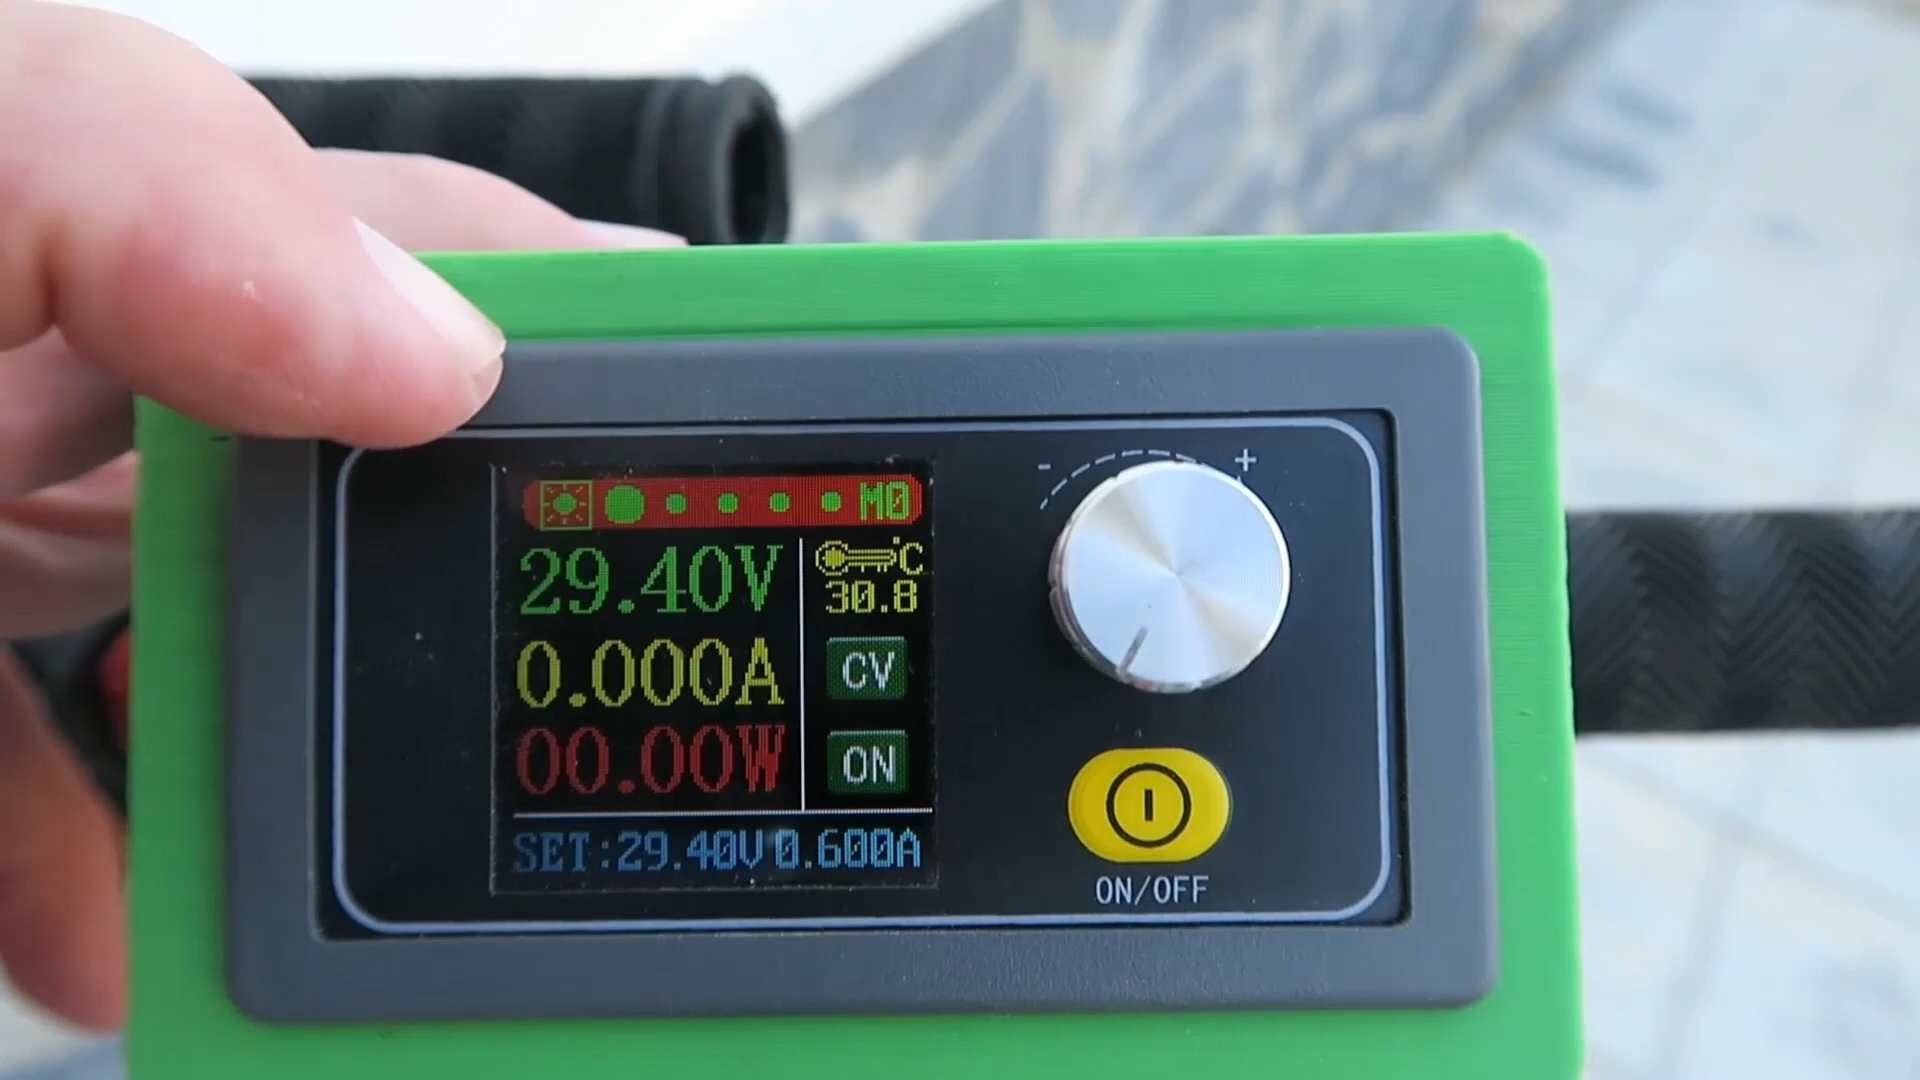 M0
29.40V
°C
30.8
0.000A
CV
00.00W
ON
SET:29.40V 0.600A
- +
ON/OFF